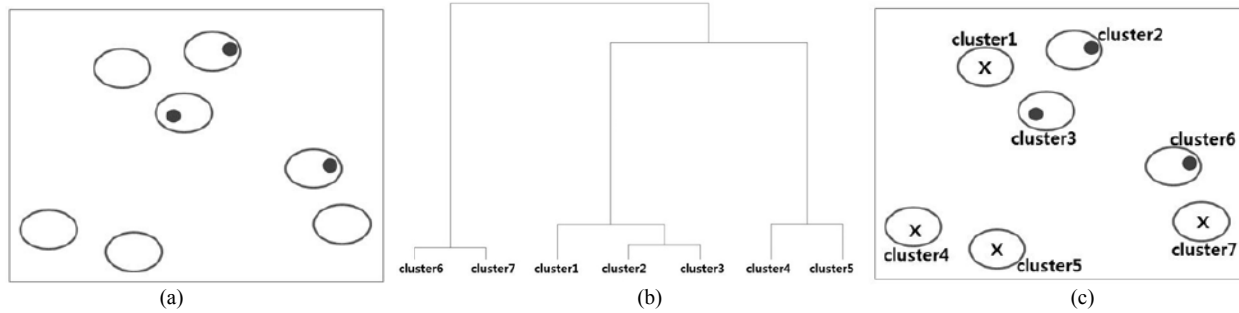 cluster6
cluster7
cluster1
cluster2
cluster3
cluster4
cluster5
cluster1
X
cluster2
cluster3
cluster6
X
cluster4
X
cluster5
X
cluster7
(a)
(b)
(c)